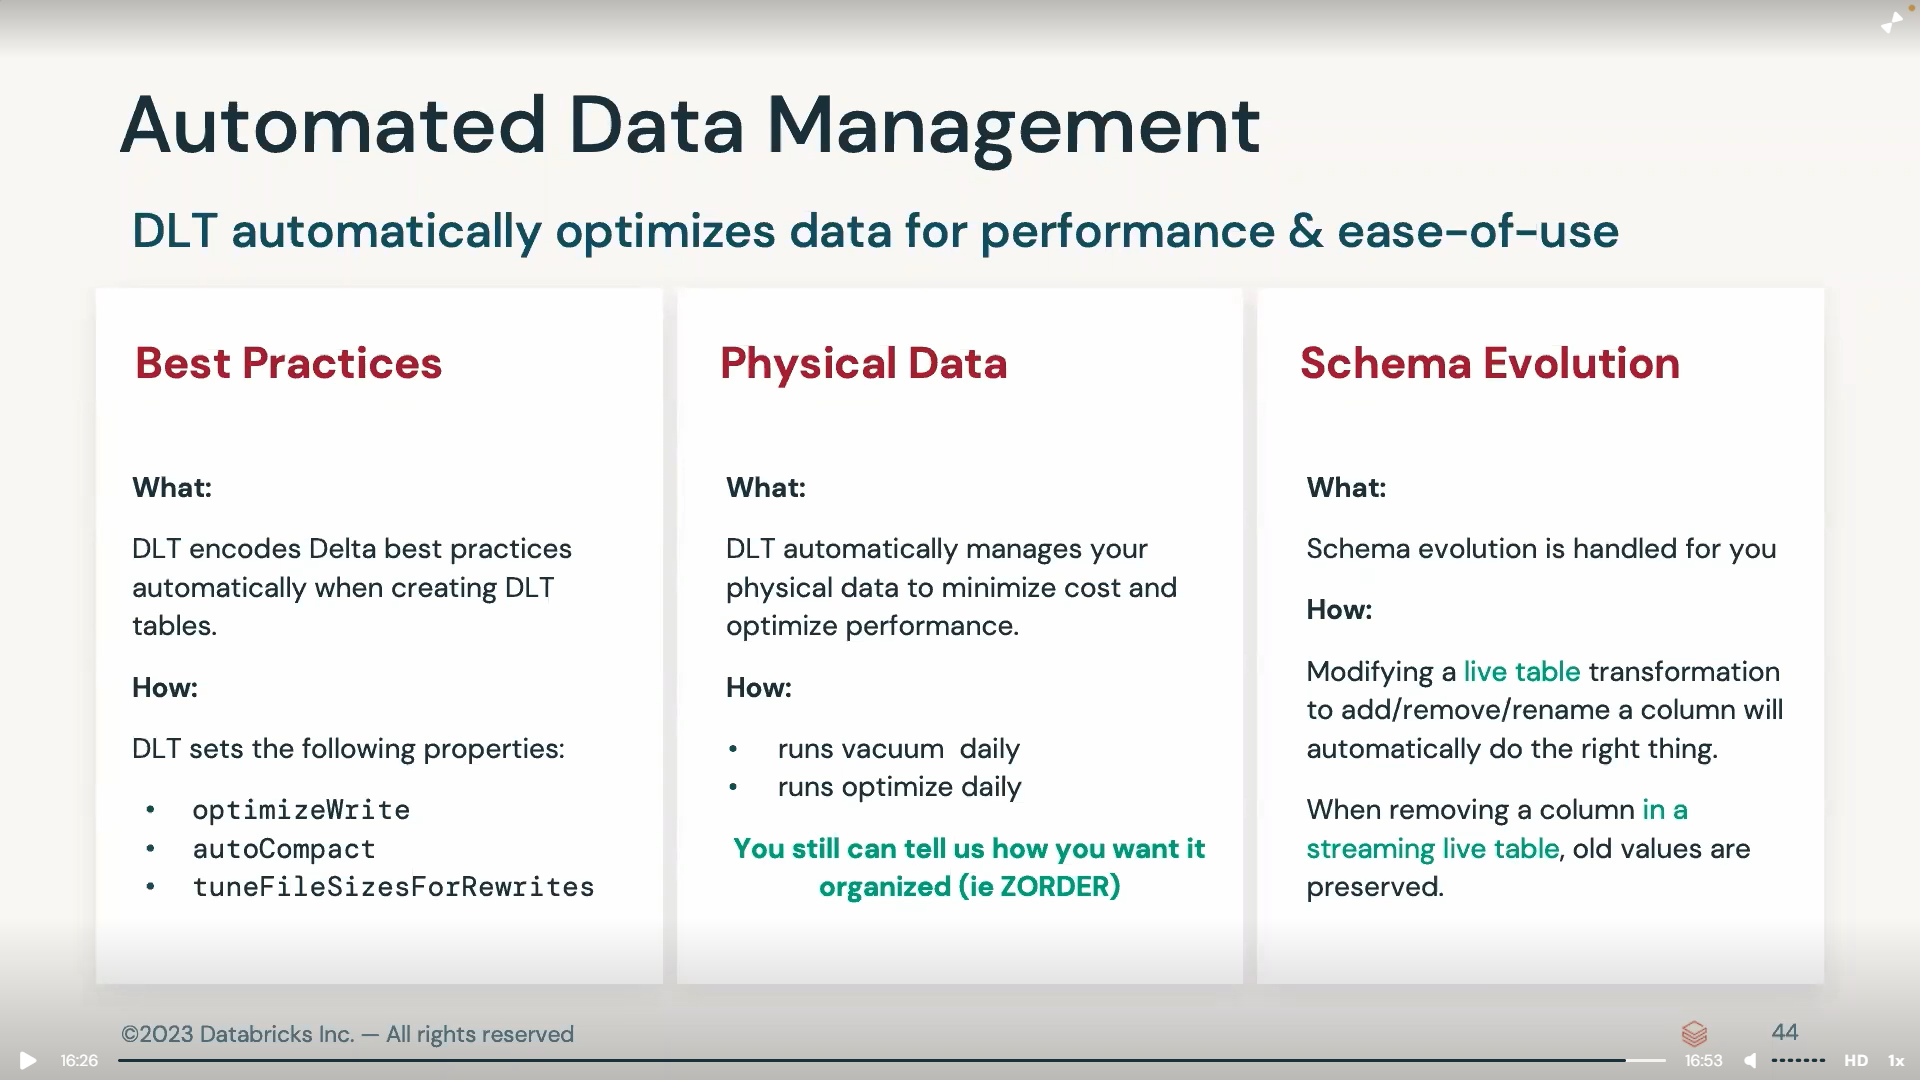 Automated Data Management
DLT automatically optimizes data for performance & ease-of-use
Best Practices
What:
DLT encodes Delta best practices
automatically when creating DLT
tables.
How:
DLT sets the following properties:
• optimizeWrite
• autoCompact
• tuneFileSizesForRewrites
Physical Data
What:
DLT automatically manages your
physical data to minimize cost and
optimize performance.
How:
• runs vacuum daily
• runs optimize daily
You still can tell us how you want it
organized (ie ZORDER)
Schema Evolution
What:
Schema evolution is handled for you
How:
Modifying a live table transformation
to add/remove/rename a column will
automatically do the right thing.
When removing a column in a
streaming live table, old values are
preserved.
©2023 Databricks Inc. — All rights reserved
44
16:26
16:53
HD
1x